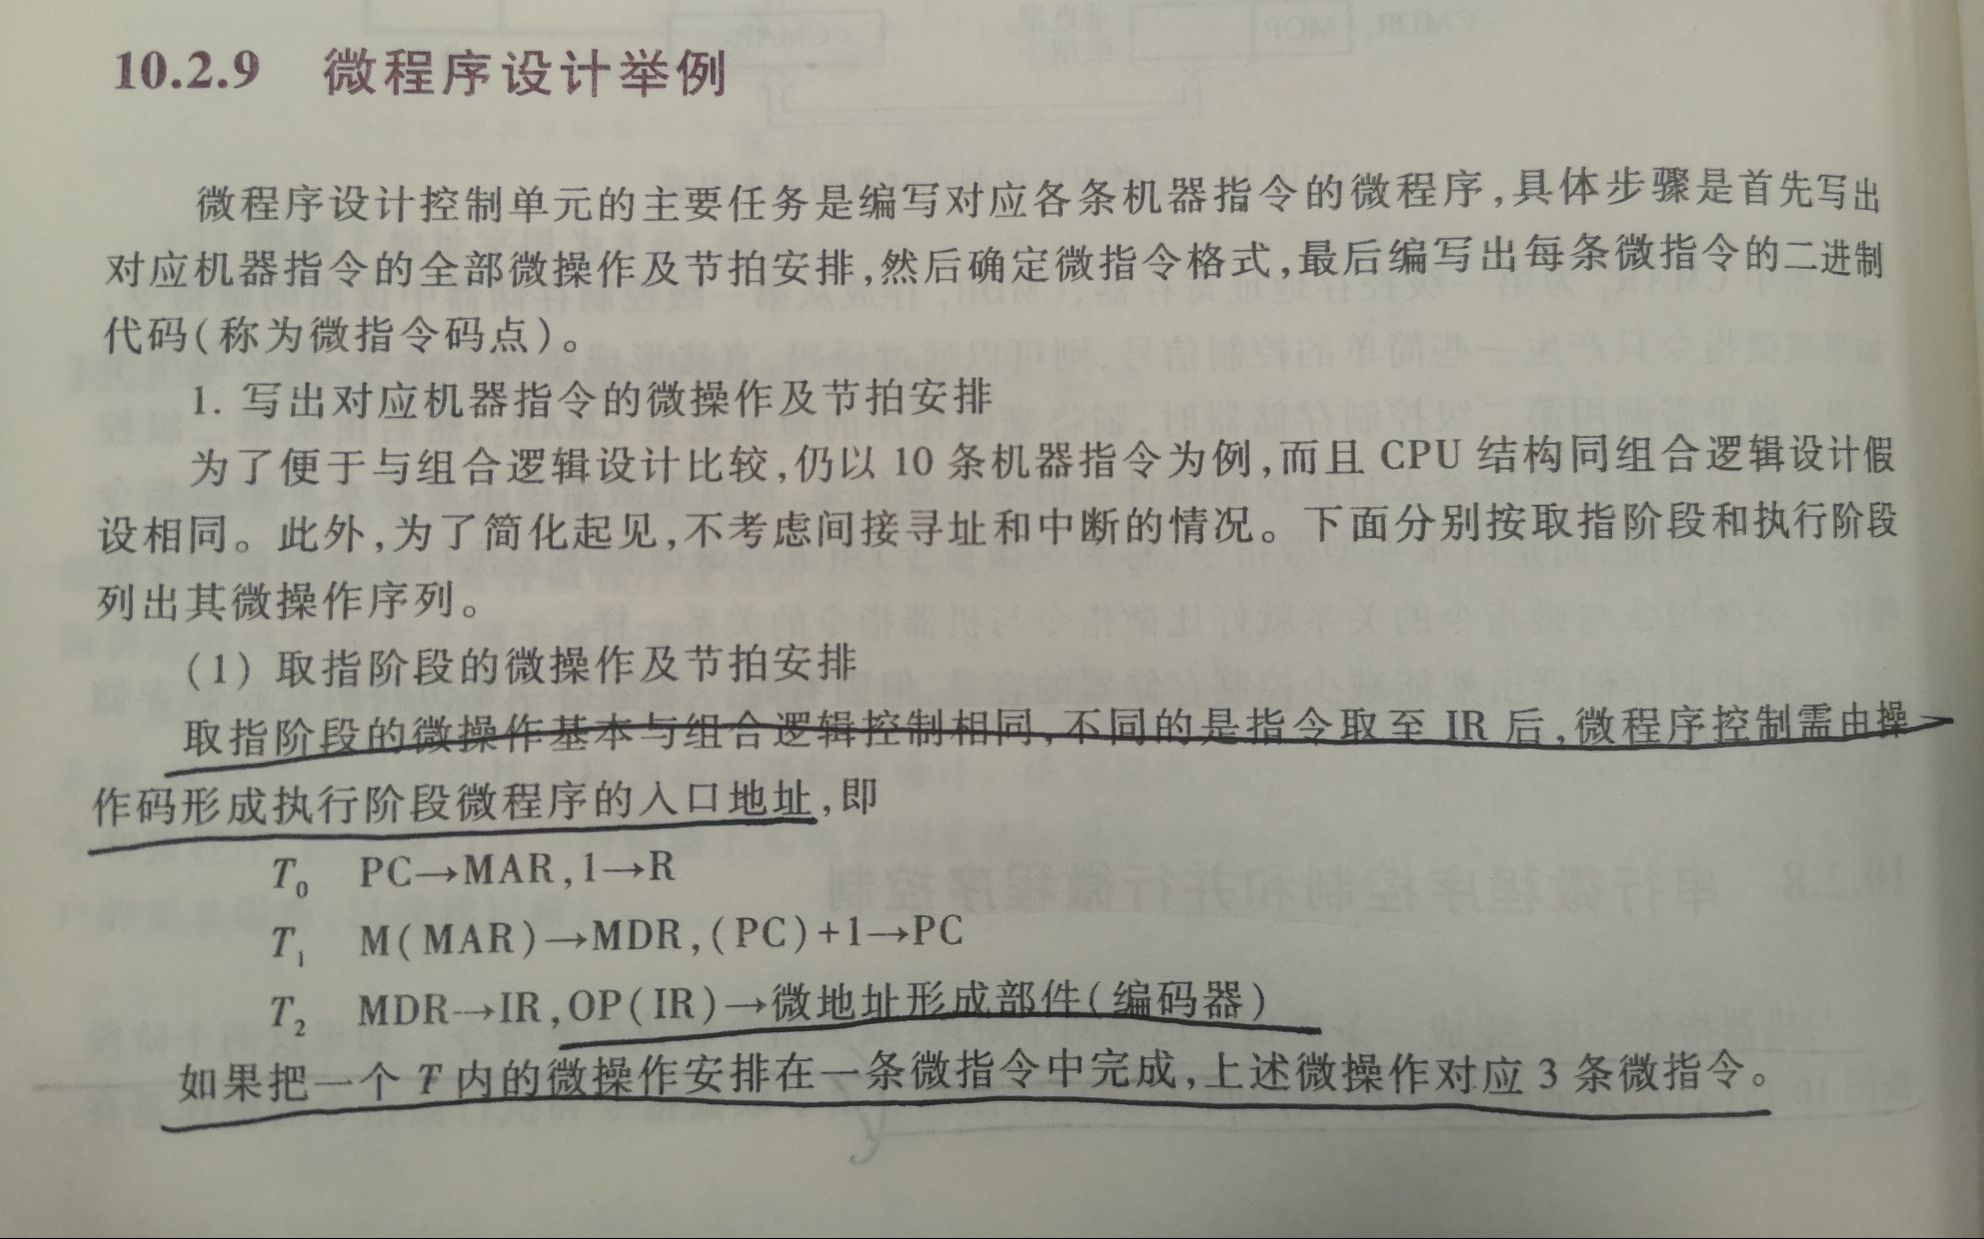 10.2.9 微程序设计举例
微程序设计控制单元的主要任务是编写对应各条机器指令的微程序,具体步骤是首先写出
对应机器指令的全部微操作及节拍安排,然后确定微指令格式,最后编写出每条微指令的二进制
代码(称为微指令码点)。
1. 写出对应机器指令的微操作及节拍安排
为了便于与组合逻辑设计比较,仍以 10 条机器指令为例,而且 CPU 结构同组合逻辑设计假
设相同。此外,为了简化起见,不考虑间接寻址和中断的情况。下面分别按取指阶段和执行阶段
列出其微操作序列。
(1) 取指阶段的微操作及节拍安排
取指阶段的微操作基本与组合逻辑控制相同,不同的是指令取至 IR 后,微程序控制需由操
作码形成执行阶段微程序的入口地址,即
T₀ PC→MAR,1→R
T₁ M(MAR)→MDR,(PC)+1→PC
T₂ MDR→IR,OP(IR)→微地址形成部件(编码器)
如果把一个 T 内的微操作安排在一条微指令中完成,上述微操作对应 3 条微指令。